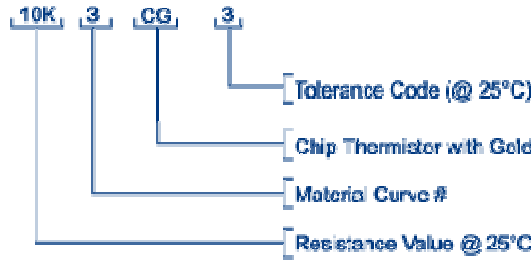 10K 3 CG 3
Tolerance Code (@ 25°C)
Chip Thermistor with Gold
Material Curve #
Resistance Value @ 25°C